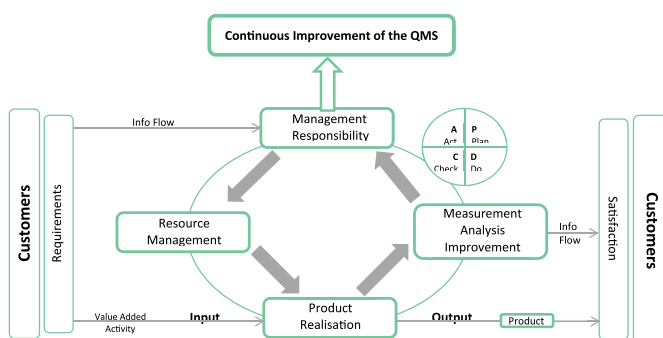 Continuous Improvement of the QMS
Customers
Requirements
Info Flow
Management
Responsibility
A P
Act Plan
C D
Check Do
Resource
Management
Measurement
Analysis
Improvement
Info
Flow
Satisfaction
Customers
Value Added
Activity
Input
Product
Realisation
Output
Product